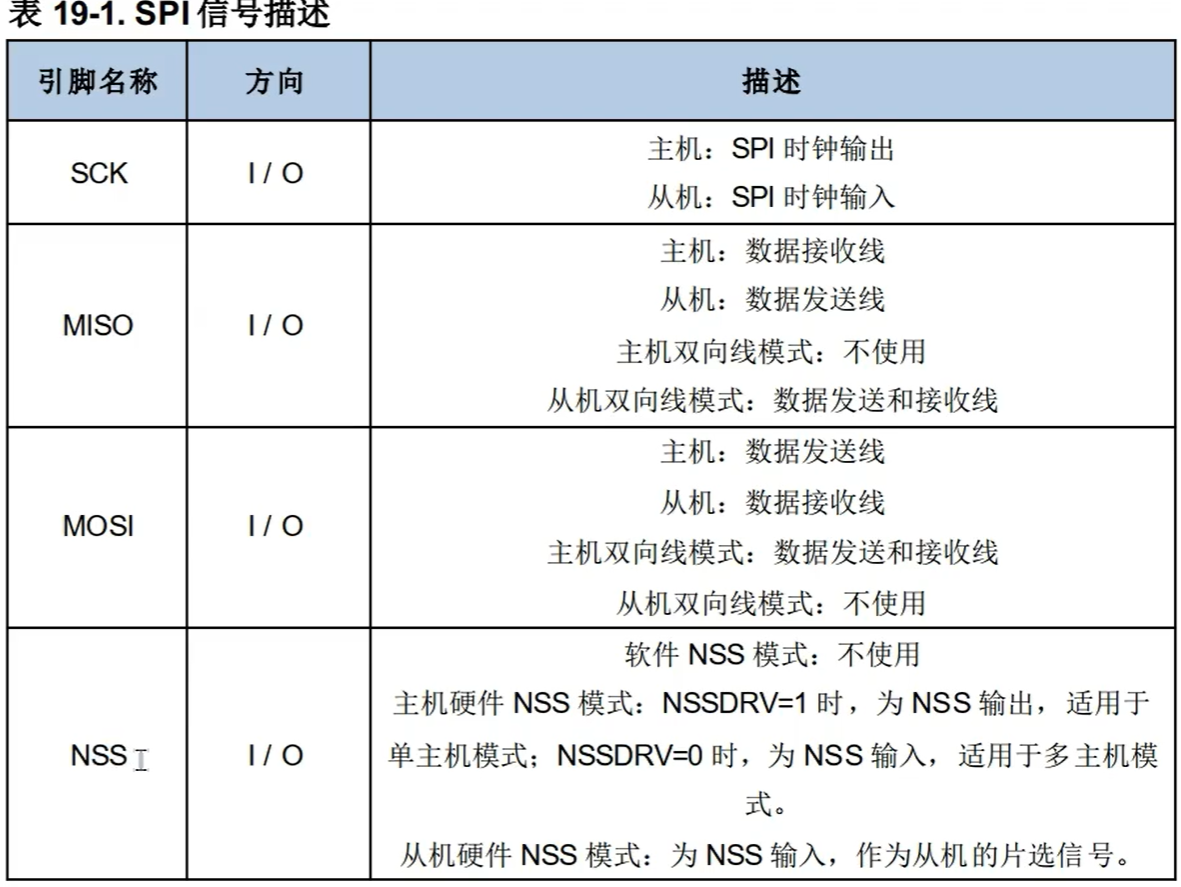 表 19-1. SPI 信号描述
引脚名称 方向 描述
SCK I / O
主机：SPI 时钟输出
从机：SPI 时钟输入
MISO I / O
主机：数据接收线
从机：数据发送线
主机双向线模式：不使用
从机双向线模式：数据发送和接收线
MOSI I / O
主机：数据发送线
从机：数据接收线
主机双向线模式：数据发送和接收线
从机双向线模式：不使用
NSS I / O
软件 NSS 模式：不使用
主机硬件 NSS 模式：NSSDRV=1 时，为 NSS 输出，适用于
单主机模式；NSSDRV=0 时，为 NSS 输入，适用于多主机模
式。
从机硬件 NSS 模式：为 NSS 输入，作为从机的片选信号。